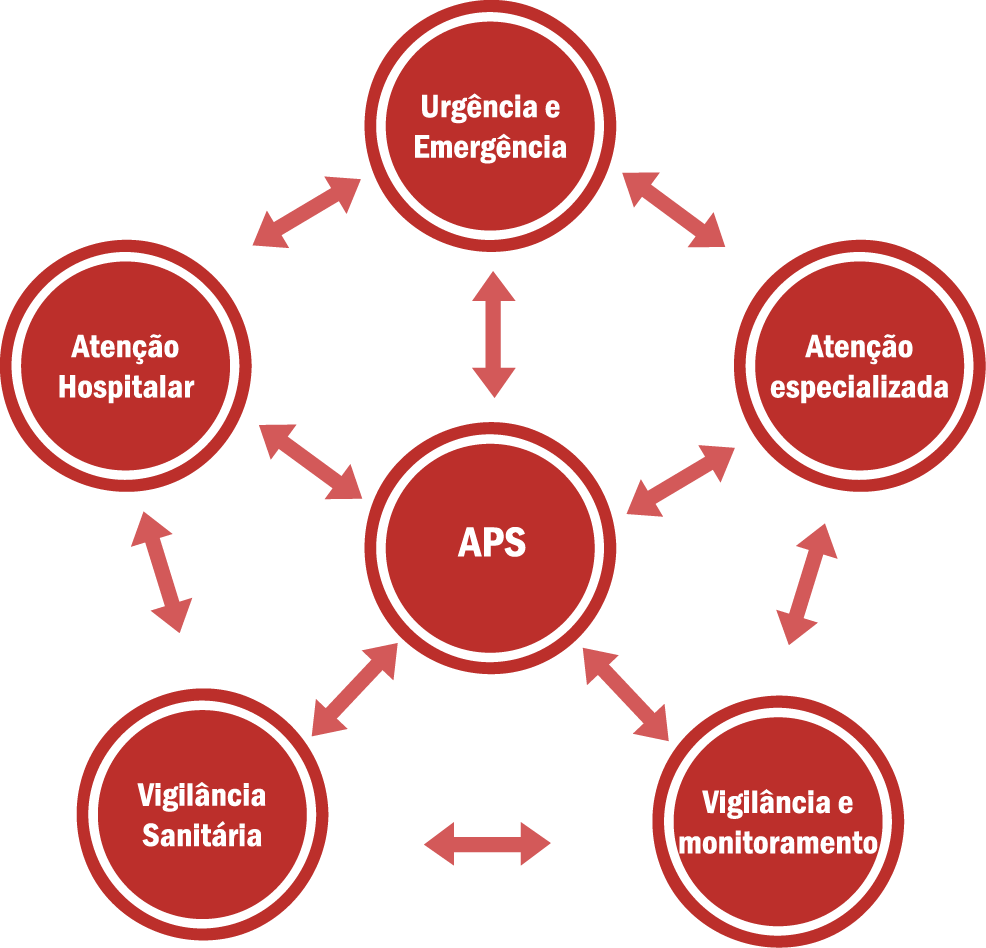 Urgência e
Emergência
Atenção
Hospitalar
Atenção
especializada
APS
Vigilância
Sanitária
Vigilância e
monitoramento